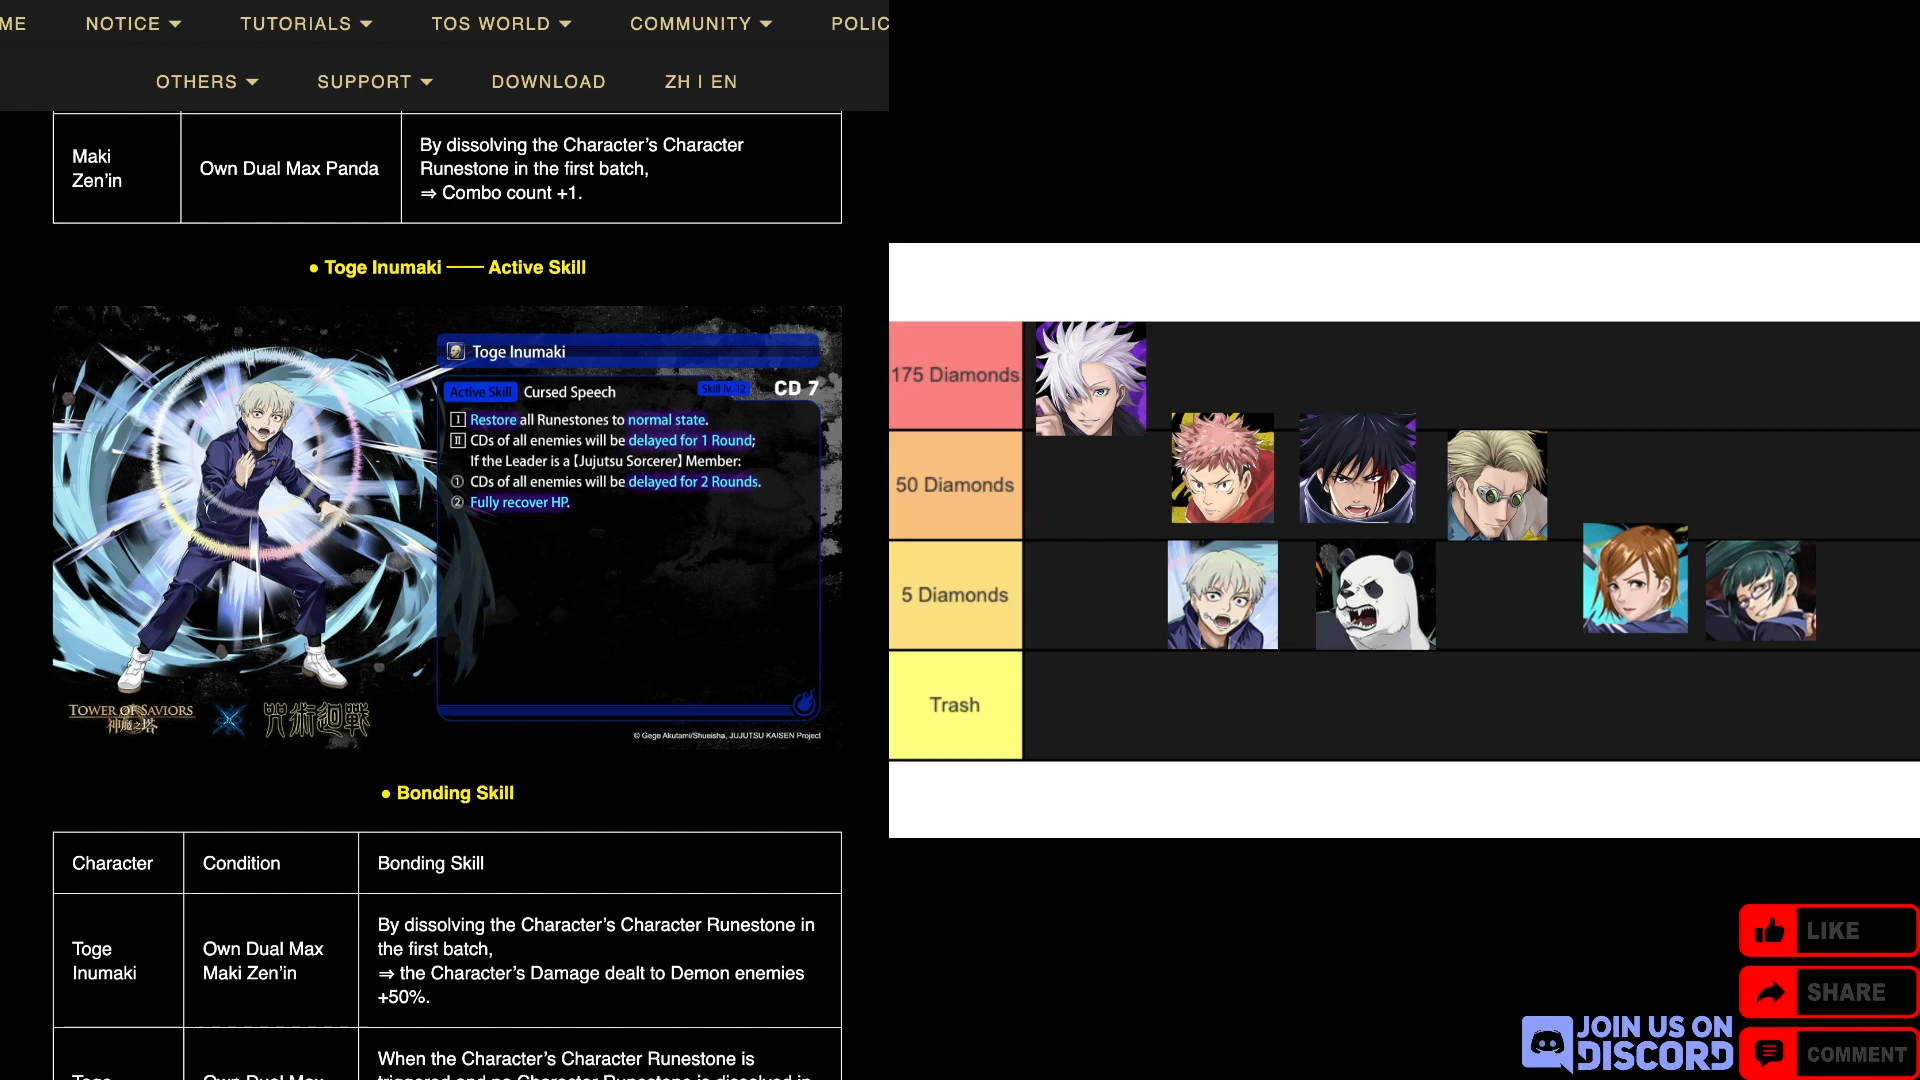 ME
NOTICE
TUTORIALS
TOS WORLD
COMMUNITY
POLIC
OTHERS
SUPPORT
DOWNLOAD
ZH | EN
Maki
Zen’in
Own Dual Max Panda
By dissolving the Character’s Character
Runestone in the first batch,
⇒ Combo count +1.
● Toge Inumaki —— Active Skill
Toge Inumaki
Active Skill Cursed Speech Skill lv. 12 CD 7
I Restore all Runestones to normal state.
II CDs of all enemies will be delayed for 1 Round;
If the Leader is a【Jujutsu Sorcerer】Member:
① CDs of all enemies will be delayed for 2 Rounds.
② Fully recover HP.
TOWER OF SAVIORS
神魔之塔
咒術迴戰
© Gege Akutami/Shueisha, JUJUTSU KAISEN Project
● Bonding Skill
Character
Condition
Bonding Skill
Toge
Inumaki
Own Dual Max
Maki Zen’in
By dissolving the Character’s Character Runestone in
the first batch,
⇒ the Character’s Damage dealt to Demon enemies
+50%.
When the Character’s Character Runestone is
175 Diamonds
50 Diamonds
5 Diamonds
Trash
LIKE
SHARE
COMMENT
JOIN US ON
DISCORD